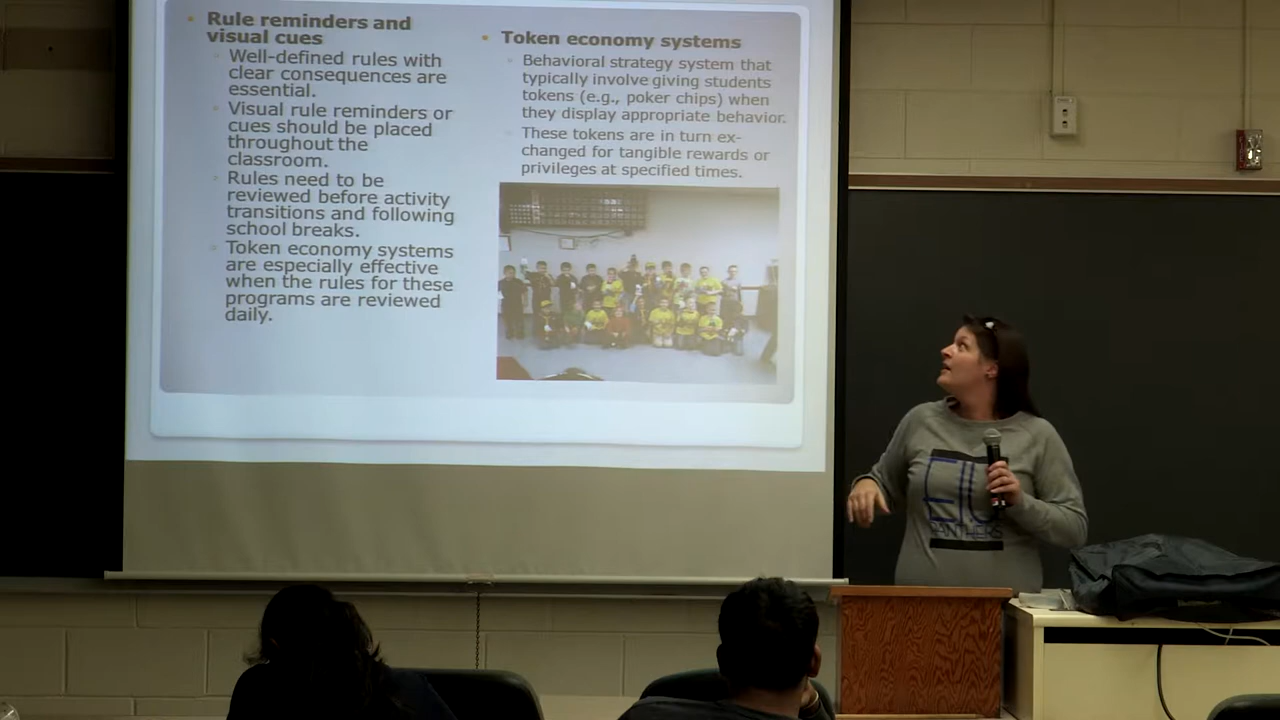 Rule reminders and
visual cues
Well-defined rules with
clear consequences are
essential.
Visual rule reminders or
cues should be placed
throughout the
classroom.
Rules need to be
reviewed before activity
transitions and following
school breaks.
Token economy systems
are especially effective
when the rules for these
programs are reviewed
daily.
Token economy systems
Behavioral strategy system that
typically involve giving students
tokens (e.g., poker chips) when
they display appropriate behavior.
These tokens are in turn ex-
changed for tangible rewards or
privileges at specified times.
EIU
PANTHERS